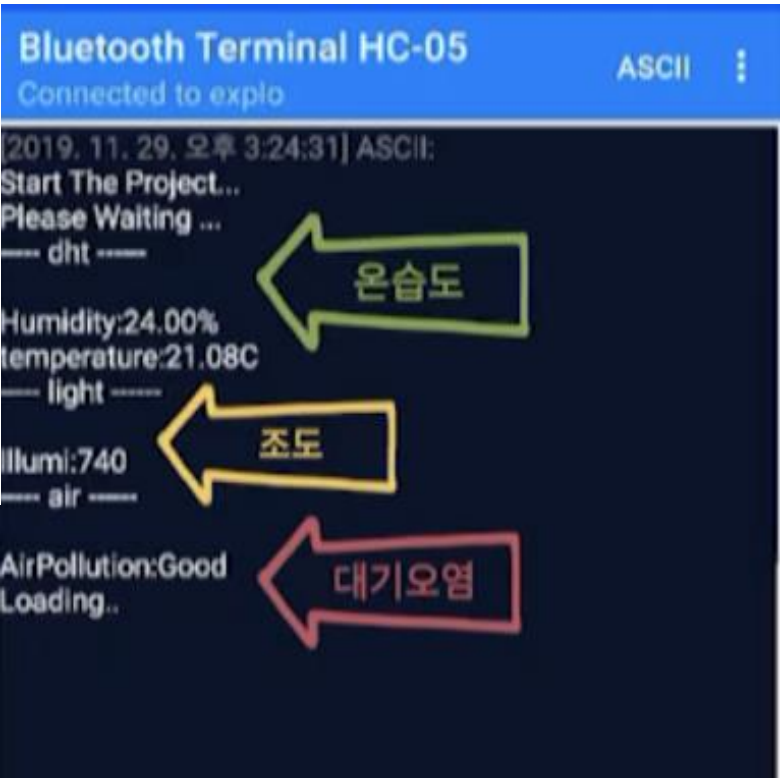 Bluetooth Terminal HC-05
ASCII
Connected to explo
[2019. 11. 29. 오후 3:24:31] ASCII:
Start The Project...
Please Waiting ...
---- dht -----
온습도
Humidity:24.00%
temperature:21.08C
---- light -----
조도
Illumi:740
---- air -----
AirPollution:Good
대기오염
Loading..